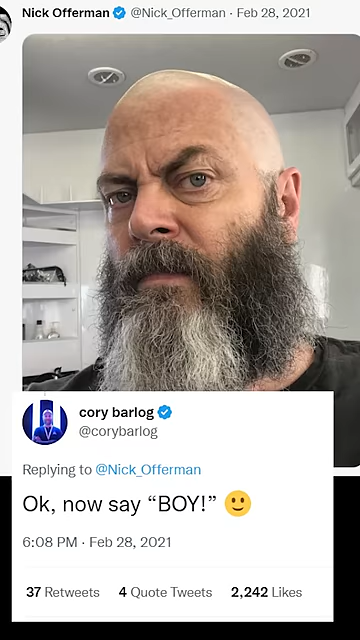 Nick Offerman @Nick_Offerman · Feb 28, 2021
cory barlog
@corybarlog
Replying to @Nick_Offerman
Ok, now say “BOY!” 🙂
6:08 PM · Feb 28, 2021
37 Retweets 4 Quote Tweets 2,242 Likes